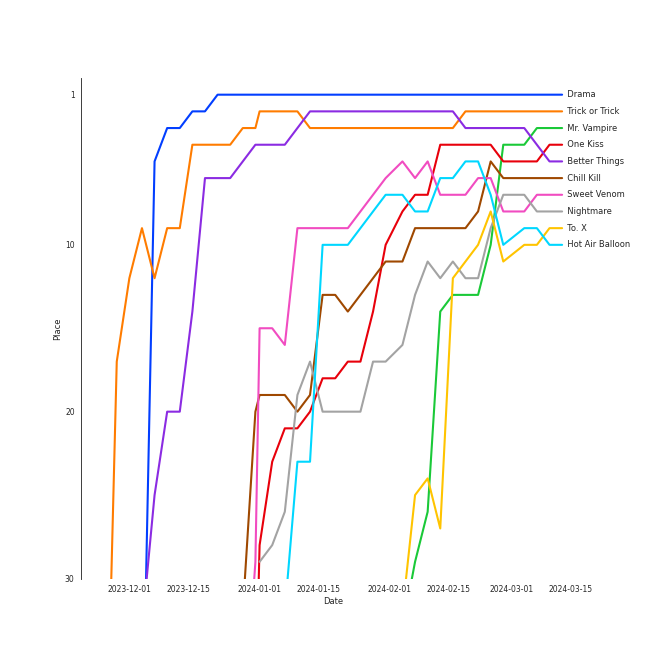 1
10
20
30
Place
Drama
Trick or Trick
Mr. Vampire
One Kiss
Better Things
Chill Kill
Sweet Venom
Nightmare
To. X
Hot Air Balloon
2023-12-01 2023-12-15 2024-01-01 2024-01-15 2024-02-01 2024-02-15 2024-03-01 2024-03-15
Date